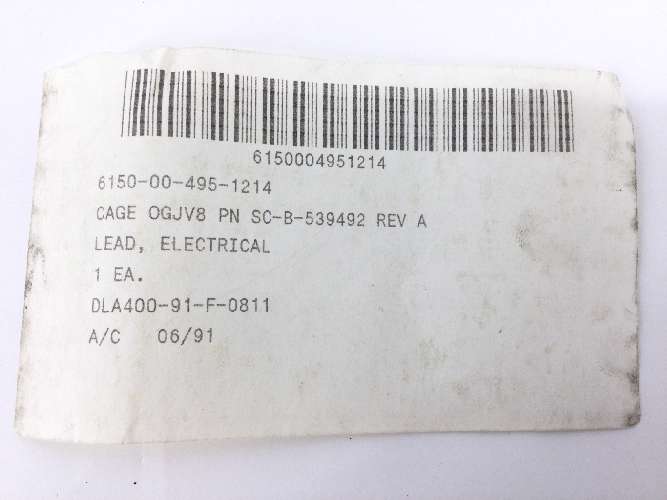 6150004951214
6150-00-495-1214
CAGE OGJV8 PN SC-B-539492 REV A
LEAD, ELECTRICAL
1 EA.
DLA400-91-F-0811
A/C 06/91